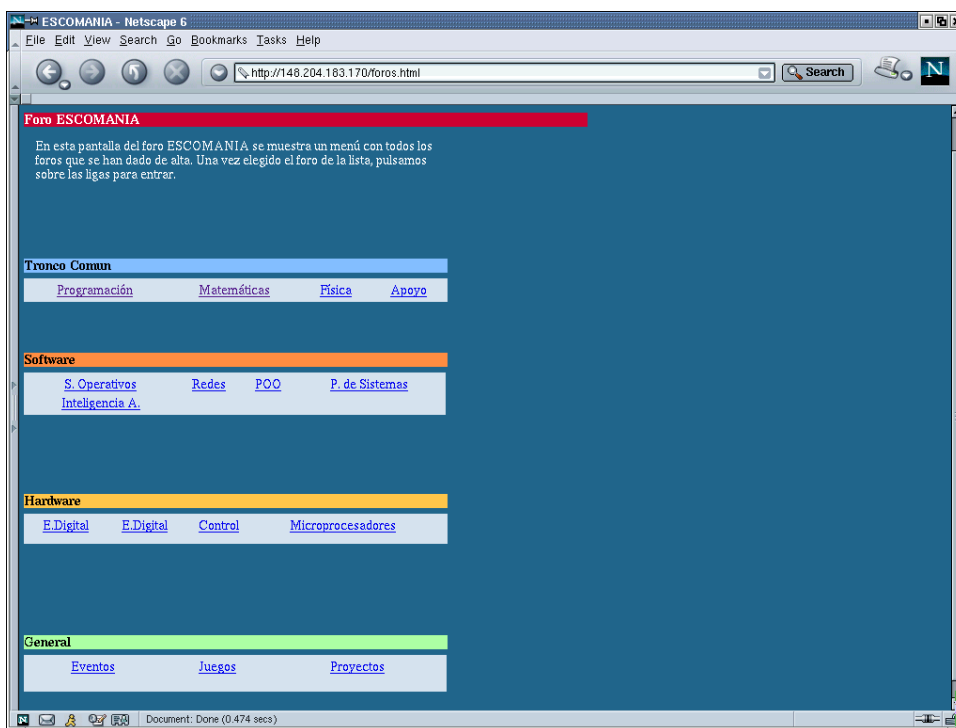 ESCOMANIA - Netscape 6
File Edit View Search Go Bookmarks Tasks Help
http://148.204.183.170/foros.html Search N
Foro ESCOMANIA
En esta pantalla del foro ESCOMANIA se muestra un menú con todos los
foros que se han dado de alta. Una vez elegido el foro de la lista, pulsamos
sobre las ligas para entrar.
Tronco Comun
Programación Matemáticas Física Apoyo
Software
S. Operativos Redes POO P. de Sistemas
Inteligencia A.
Hardware
E.Digital E.Digital Control Microprocesadores
General
Eventos Juegos Proyectos
Document: Done (0.474 secs)